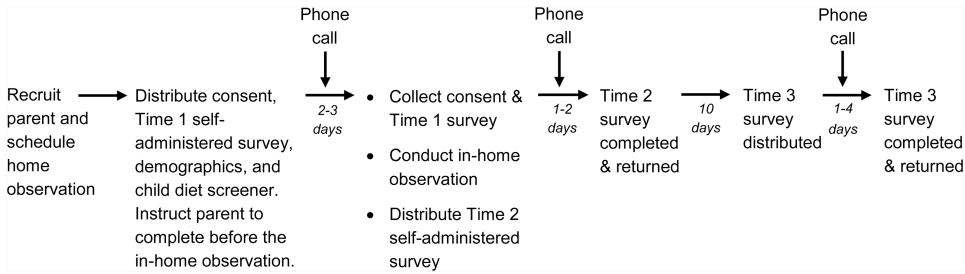 Phone
call
Phone
call
Phone
call
Recruit
parent and
schedule
home
observation
Distribute consent,
Time 1 self-
administered survey,
demographics, and
child diet screener.
Instruct parent to
complete before the
in-home observation.
2-3
days
• Collect consent &
Time 1 survey
• Conduct in-home
observation
• Distribute Time 2
self-administered
survey
1-2
days
Time 2
survey
completed
& returned
10
days
Time 3
survey
distributed
1-4
days
Time 3
survey
completed
& returned